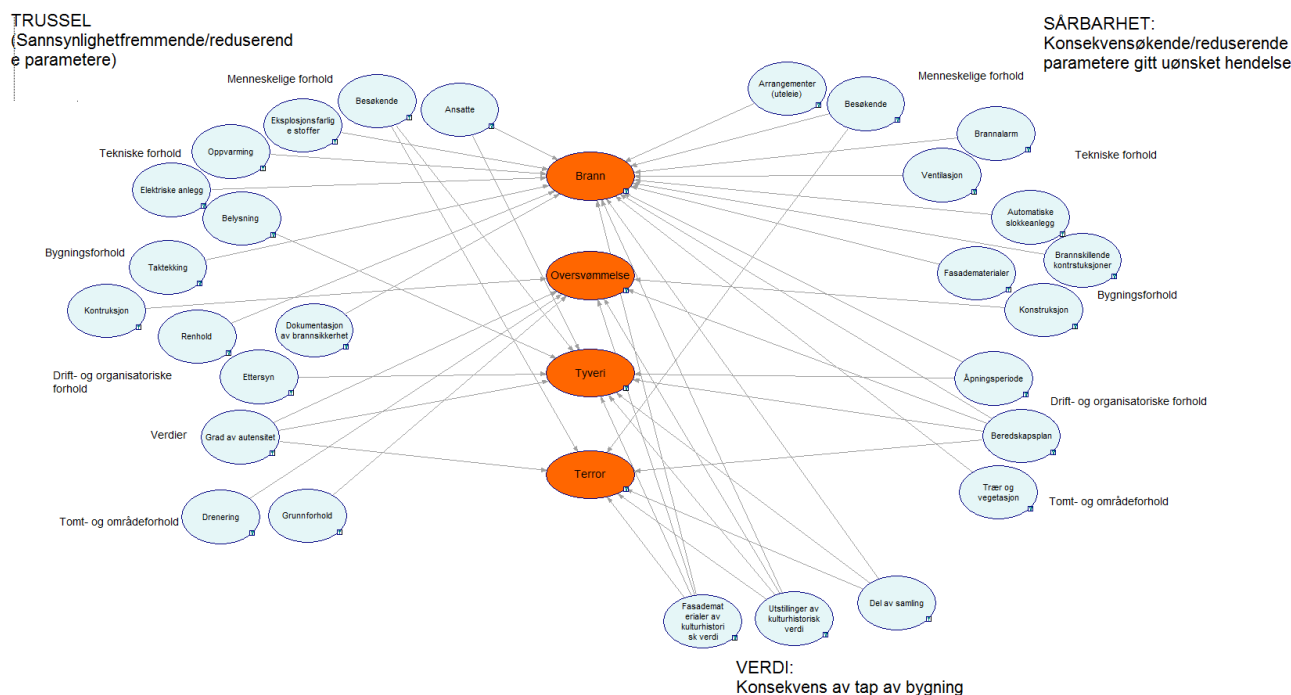 TRUSSEL
(Sannsynlighetfremmende/reduserend
e parametere)
SÅRBARHET:
Konsekvensøkende/reduserende
parametere gitt uønsket hendelse
Menneskelige forhold
Besøkende
Ansatte
Eksplosjonsfarlig
e stoffer
Oppvarming
Tekniske forhold
Elektriske anlegg
Belysning
Bygningsforhold
Taktekking
Kontruksjon
Renhold
Dokumentasjon
av brannsikkerhet
Drift- og organisatoriske
forhold
Ettersyn
Verdier
Grad av autensitet
Tomt- og områdeforhold
Drenering
Grunnforhold
Brann
Oversvømmelse
Tyveri
Terror
Arrangementer
(uteleie)
Menneskelige forhold
Besøkende
Brannalarm
Tekniske forhold
Ventilasjon
Automatiske
slokkeanlegg
Brannskillende
kontrstuksjoner
Fasadematerialer
Bygningsforhold
Konstruksjon
Åpningsperiode
Drift- og organisatoriske forhold
Beredskapsplan
Trær og
vegetasjon
Tomt- og områdeforhold
Fasademat
erialer av
kulturhistori
sk verdi
Utstillinger av
kulturhistorisk
verdi
Del av samling
VERDI:
Konsekvens av tap av bygning